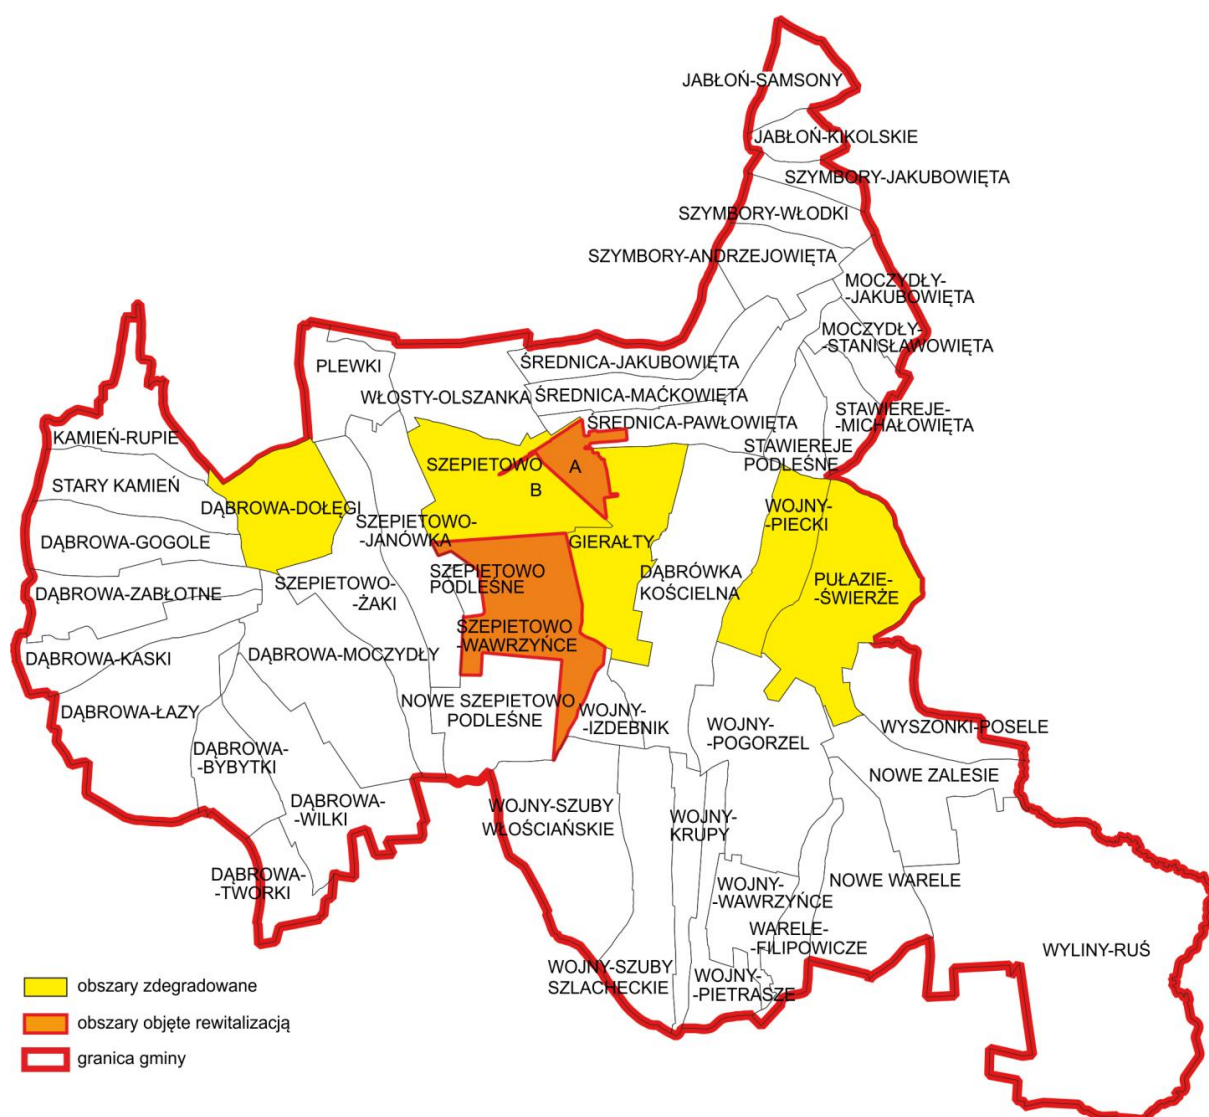 JABŁOŃ-SAMSONY
JABŁOŃ-KIKOLSKIE
SZYMBORY-JAKUBOWIĘTA
SZYMBORY-WŁODKI
SZYMBORY-ANDRZEJOWIĘTA
MOCZYDŁY-
-JAKUBOWIĘTA
MOCZYDŁY-
-STANISŁAWOWIĘTA
PLEWKI
ŚREDNICA-JAKUBOWIĘTA
WŁOSTY-OLSZANKA
ŚREDNICA-MAĆKOWIĘTA
ŚREDNICA-PAWŁOWIĘTA
STAWIEREJE-
-MICHAŁOWIĘTA
KAMIEŃ-RUPIE
STAWIEREJE
PODLEŚNE
SZEPIETOWO
A
B
STARY KAMIEŃ
DĄBROWA-DOŁĘGI
WOJNY-
-PIECKI
SZEPIETOWO-
-JANÓWKA
DĄBROWA-GOGOLE
GIERAŁTY
SZEPIETOWO
PODLEŚNE
DĄBRÓWKA
KOŚCIELNA
PUŁAZIE-
-ŚWIERŻE
SZEPIETOWO-
-ŻAKI
DĄBROWA-ZABŁOTNE
SZEPIETOWO
-WAWRZYŃCE
DĄBROWA-KASKI
DĄBROWA-MOCZYDŁY
NOWE SZEPIETOWO
PODLEŚNE
DĄBROWA-ŁAZY
WOJNY-
-IZDEBNIK
WOJNY-
-POGORZEL
WYSZONKI-POSELE
DĄBROWA-
-BYBYTKI
NOWE ZALESIE
DĄBROWA-
-WILKI
WOJNY-SZUBY
WŁOŚCIAŃSKIE
WOJNY-
-KRUPY
DĄBROWA-
-TWORKI
WOJNY-
-WAWRZYŃCE
NOWE WARELE
WARELE-
-FILIPOWICZE
WYLINY-RUŚ
WOJNY-SZUBY
SZLACHECKIE
WOJNY-
-PIETRASZE
obszary zdegradowane
obszary objęte rewitalizacją
granica gminy